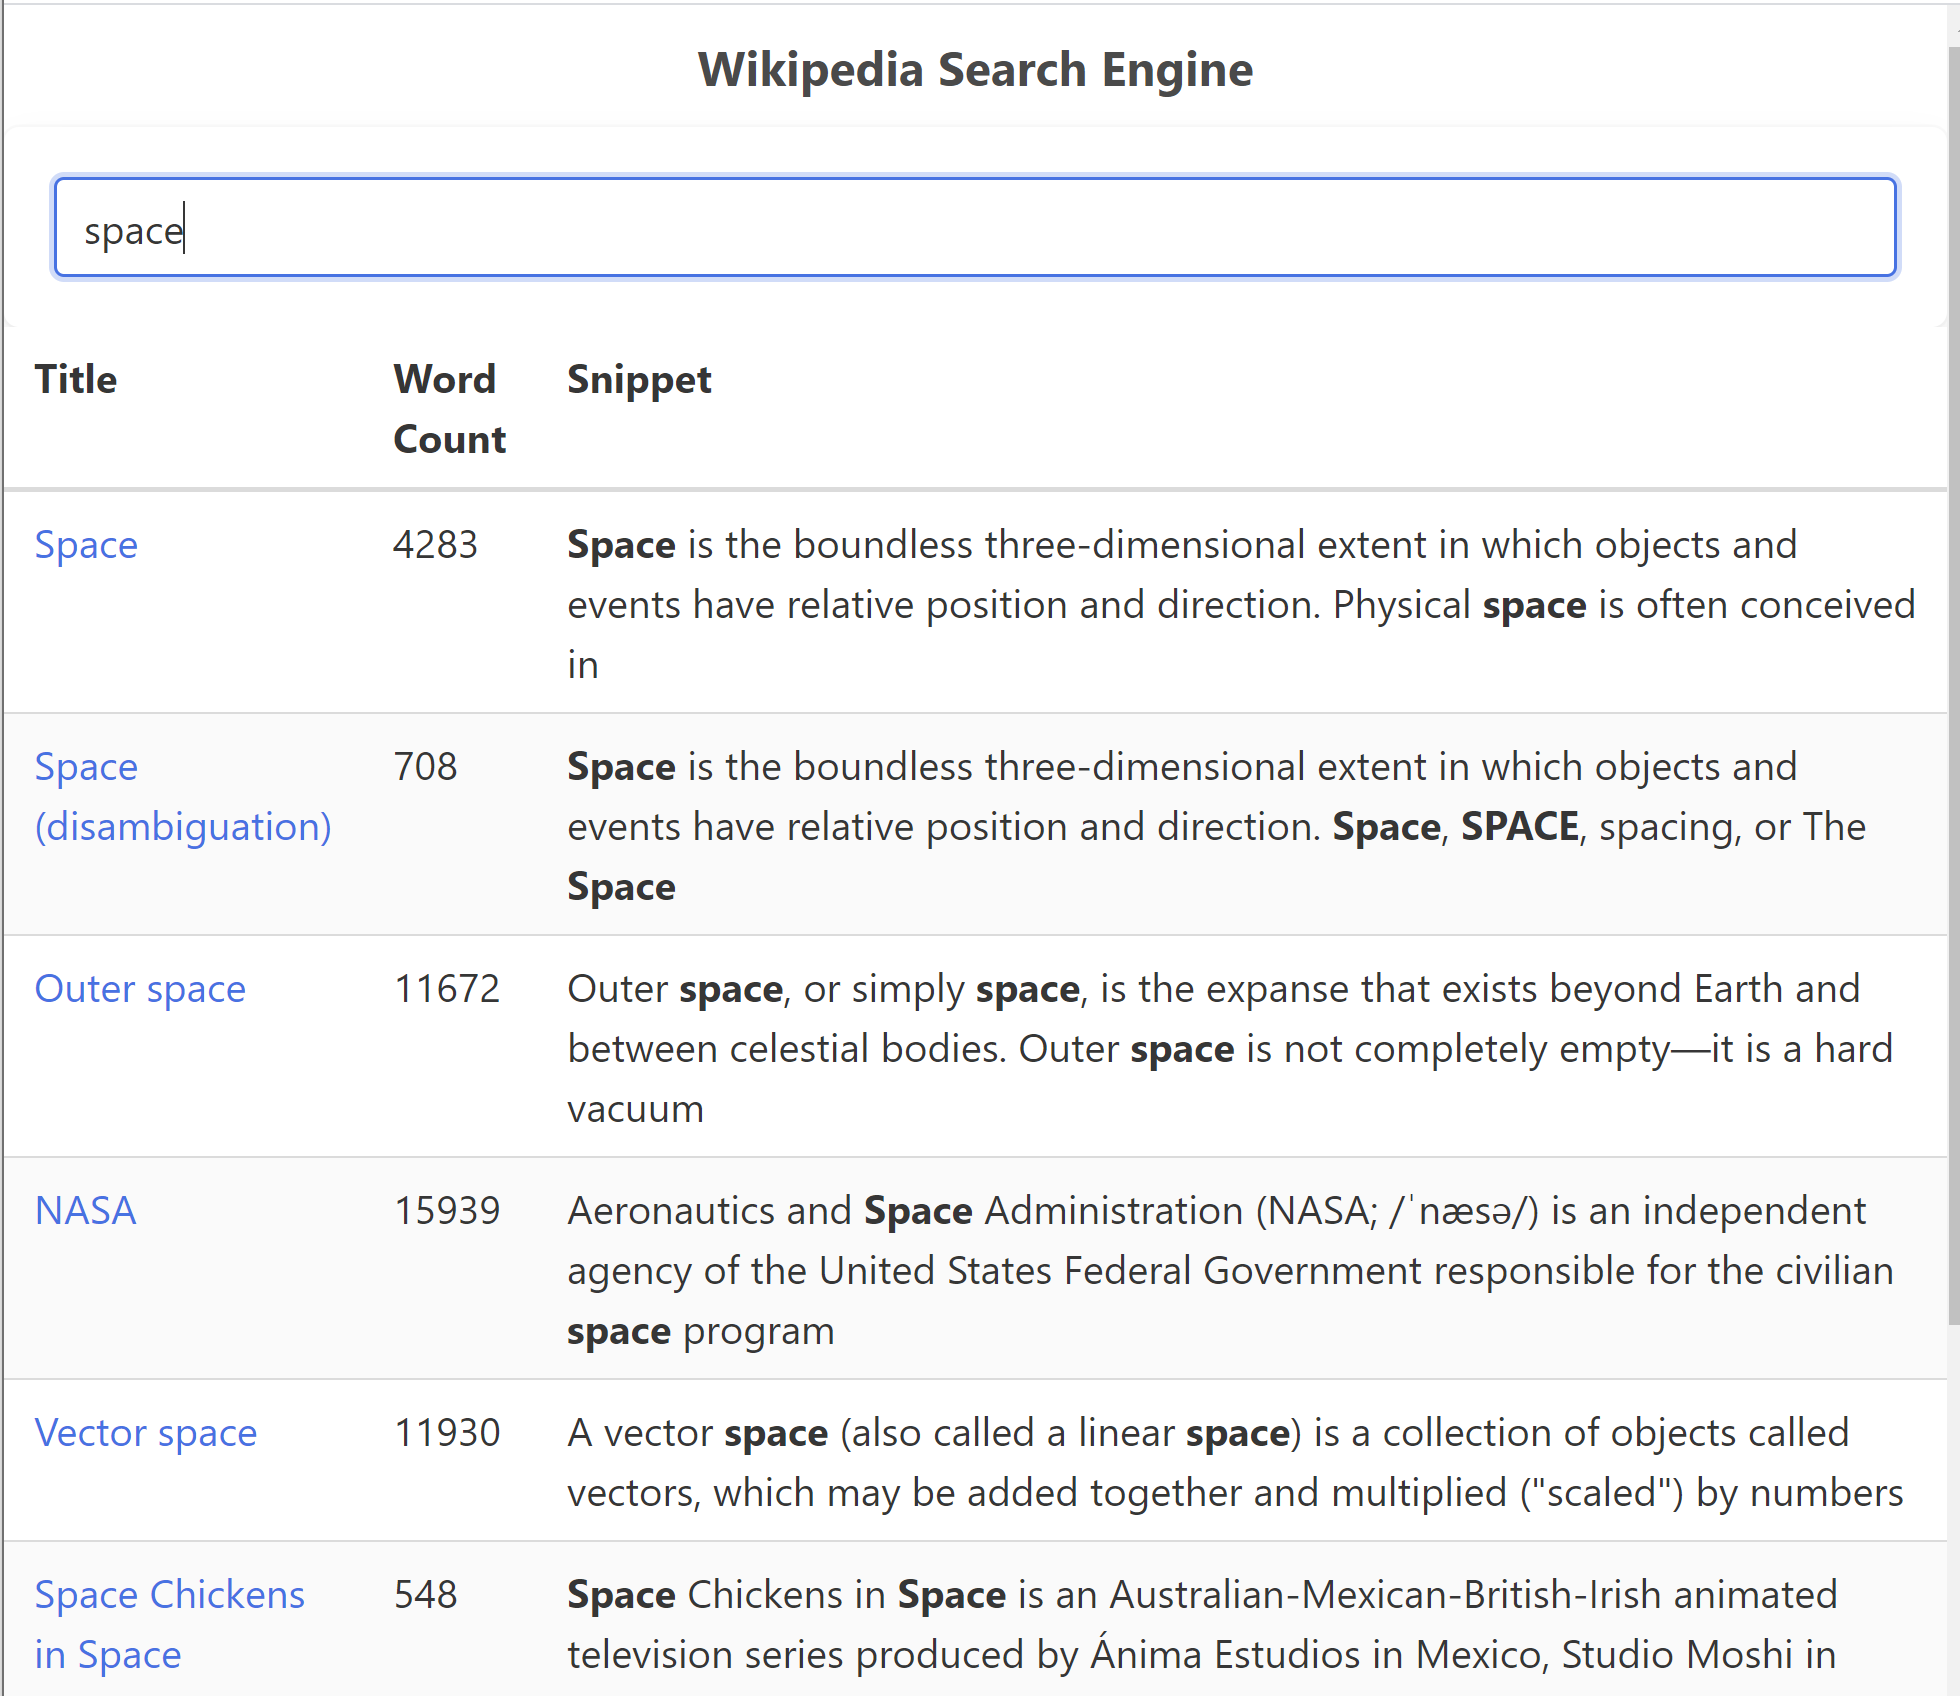 Wikipedia Search Engine
space
Title Word Count Snippet
Space 4283 Space is the boundless three-dimensional extent in which objects and
events have relative position and direction. Physical space is often conceived
in
Space (disambiguation) 708 Space is the boundless three-dimensional extent in which objects and
events have relative position and direction. Space, SPACE, spacing, or The
Space
Outer space 11672 Outer space, or simply space, is the expanse that exists beyond Earth and
between celestial bodies. Outer space is not completely empty—it is a hard
vacuum
NASA 15939 Aeronautics and Space Administration (NASA; /ˈnæsə/) is an independent
agency of the United States Federal Government responsible for the civilian
space program
Vector space 11930 A vector space (also called a linear space) is a collection of objects called
vectors, which may be added together and multiplied ("scaled") by numbers
Space Chickens in Space 548 Space Chickens in Space is an Australian-Mexican-British-Irish animated
television series produced by Ánima Estudios in Mexico, Studio Moshi in